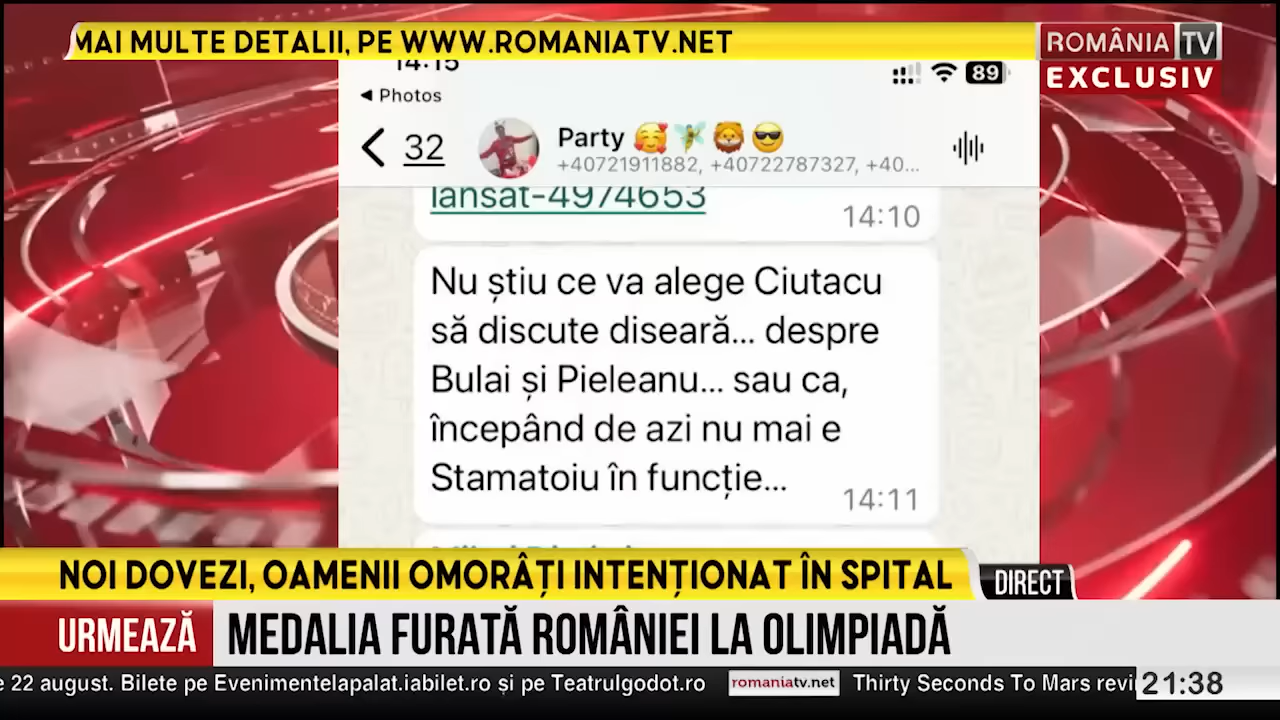 MAI MULTE DETALII, PE WWW.ROMANIATV.NET
ROMÂNIA TV
EXCLUSIV
14:15
◀ Photos
89
32
Party 🥰🧚🦁😎
+40721911882, +40722787327, +40...
lansat-4974653
14:10
Nu știu ce va alege Ciutacu
să discute diseară... despre
Bulai și Pieleanu... sau ca,
începând de azi nu mai e
Stamatoiu în funcție...
14:11
NOI DOVEZI, OAMENII OMORÂȚI INTENȚIONAT ÎN SPITAL
DIRECT
URMEAZĂ
MEDALIA FURATĂ ROMÂNIEI LA OLIMPIADĂ
22 august. Bilete pe Evenimentelapalat.iabilet.ro și pe Teatrulgodot.ro
romaniatv.net
Thirty Seconds To Mars
21:38